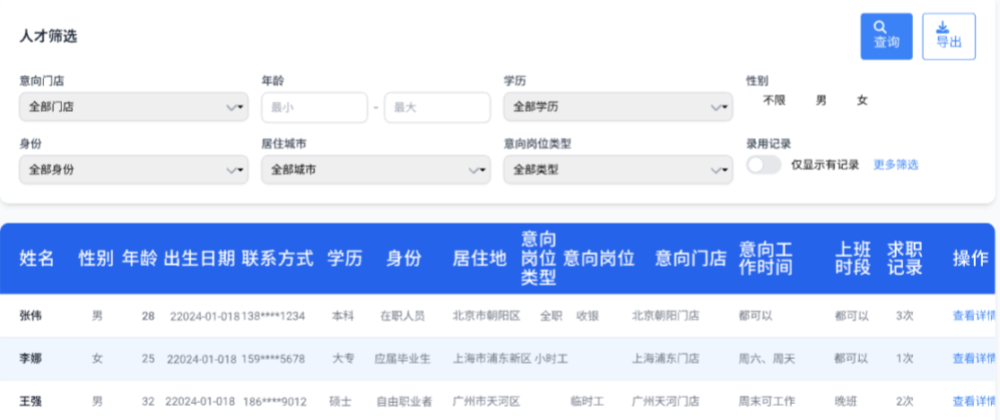 人才筛选
查询
导出
意向门店 年龄 学历 性别
全部门店 最小 - 最大 全部学历 不限 男 女
身份 居住城市 意向岗位类型 录用记录
全部身份 全部城市 全部类型 仅显示有记录 更多筛选
姓名 性别 年龄 出生日期 联系方式 学历 身份 居住地 意向岗位类型 意向岗位 意向门店 意向工作时间 上班时段 求职记录 操作
张伟 男 28 22024-01-018 138****1234 本科 在职人员 北京市朝阳区 全职 收银 北京朝阳门店 都可以 都可以 3次 查看详情
李娜 女 25 22024-01-018 159****5678 大专 应届毕业生 上海市浦东新区 小时工 上海浦东门店 周六、周天 都可以 1次 查看详情
王强 男 32 22024-01-018 186****9012 硕士 自由职业者 广州市天河区 临时工 广州天河门店 周末可工作 晚班 2次 查看详情